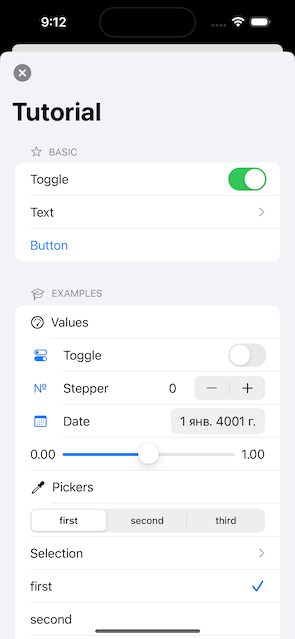 9:12
Tutorial
BASIC
Toggle
Text
Button
EXAMPLES
Values
Toggle
Nº Stepper 0 — +
Date 1 янв. 4001 г.
0.00 1.00
Pickers
first second third
Selection
first
second